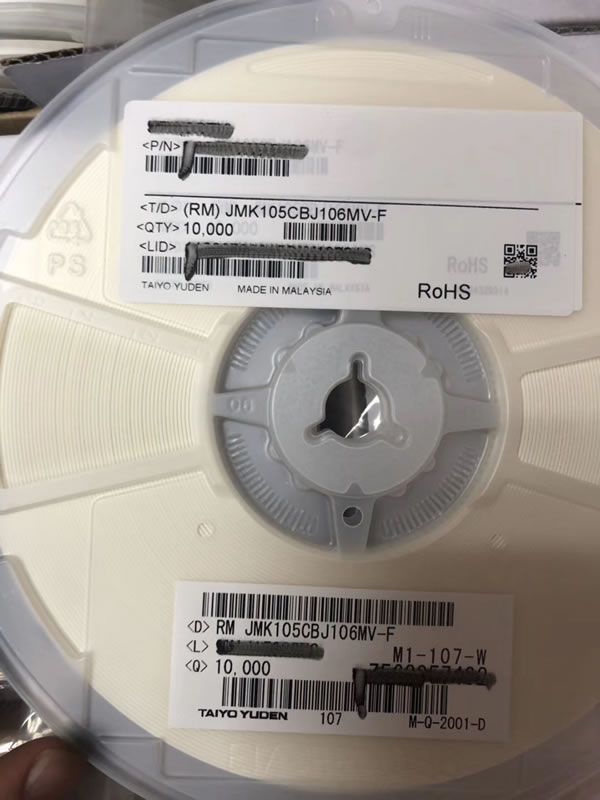 PS
<P/N>
<T/D> (RM) JMK105CBJ106MV-F
<QTY> 10,000
<LID>
RoHS
TAIYO YUDEN MADE IN MALAYSIA RoHS
06
<D> RM JMK105CBJ106MV-F
<L> M1-107-W
<Q> 10,000
TAIYO YUDEN 107 M-Q-2001-D